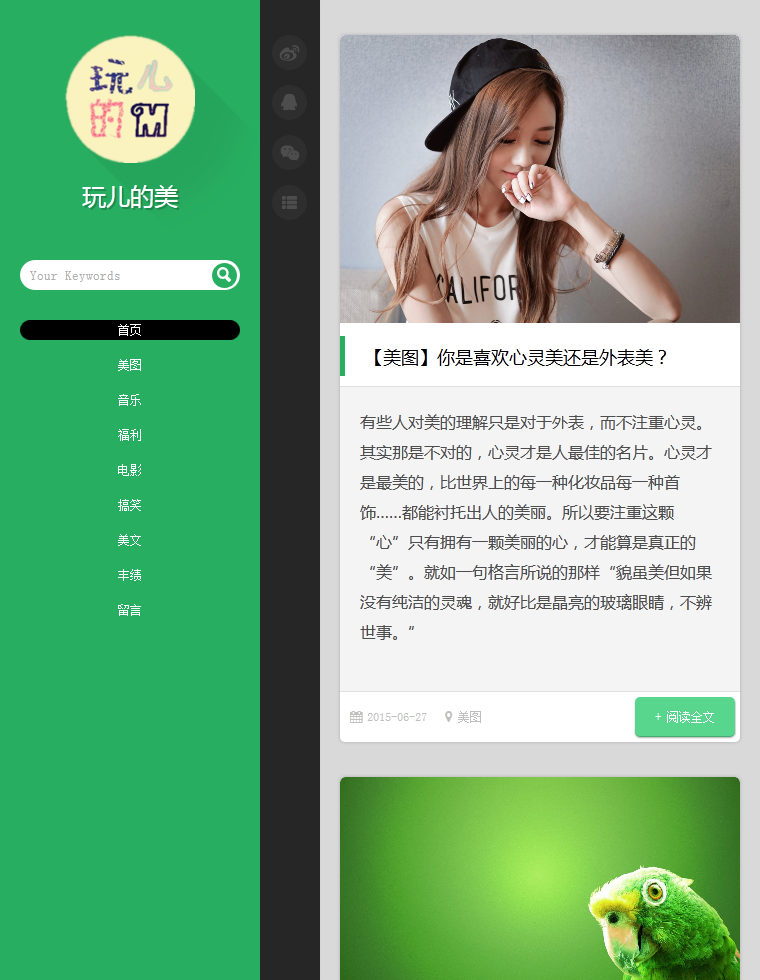 玩儿
的M
玩儿的美
Your Keywords
首页
美图
音乐
福利
电影
搞笑
美文
丰绩
留言
CALIFOR
【美图】你是喜欢心灵美还是外表美？
有些人对美的理解只是对于外表，而不注重心灵。
其实那是不对的，心灵才是人最佳的名片。心灵才
是最美的，比世界上的每一种化妆品每一种首
饰……都能衬托出人的美丽。所以要注重这颗
“心”只有拥有一颗美丽的心，才能算是真正的
“美”。就如一句格言所说的那样“貌虽美但如果
没有纯洁的灵魂，就好比是晶亮的玻璃眼睛，不辨
世事。”
2015-06-27 美图
+ 阅读全文